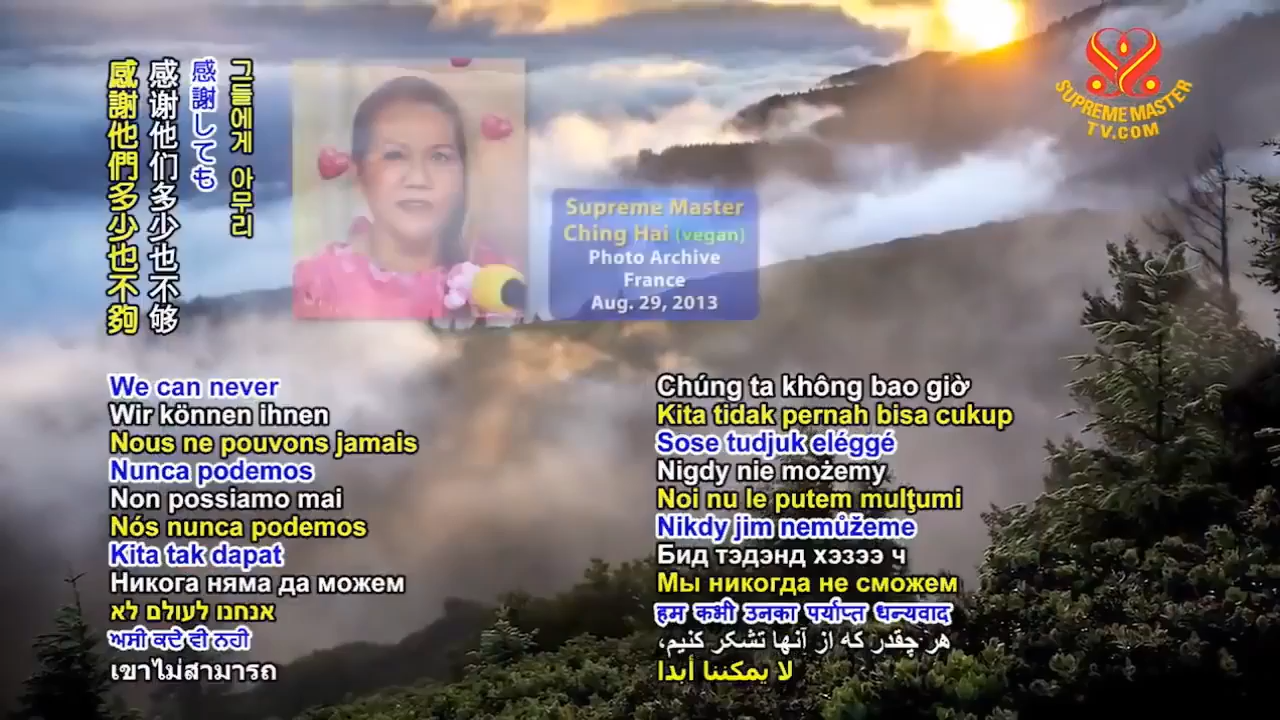 感謝他們多少也不夠
感谢他们多少也不够
感謝しても
그들에게 아무리
Supreme Master
Ching Hai (vegan)
Photo Archive
France
Aug. 29, 2013
SUPREME MASTER
TV.COM
We can never
Wir können ihnen
Nous ne pouvons jamais
Nunca podemos
Non possiamo mai
Nós nunca podemos
Kita tak dapat
Никога няма да можем
אנחנו לעולם לא
ਅਸੀ ਕਦੇ ਵੀ ਨਹੀ
เขาไม่สามารถ
Chúng ta không bao giờ
Kita tidak pernah bisa cukup
Sose tudjuk eléggé
Nigdy nie możemy
Noi nu le putem mulţumi
Nikdy jim nemůžeme
Бид тэдэнд хэзээ ч
Мы никогда не сможем
हम कभी उनका पर्याप्त धन्यवाद
هر چقدر که از آنها تشکر کنیم،
لا يمكننا أبدا